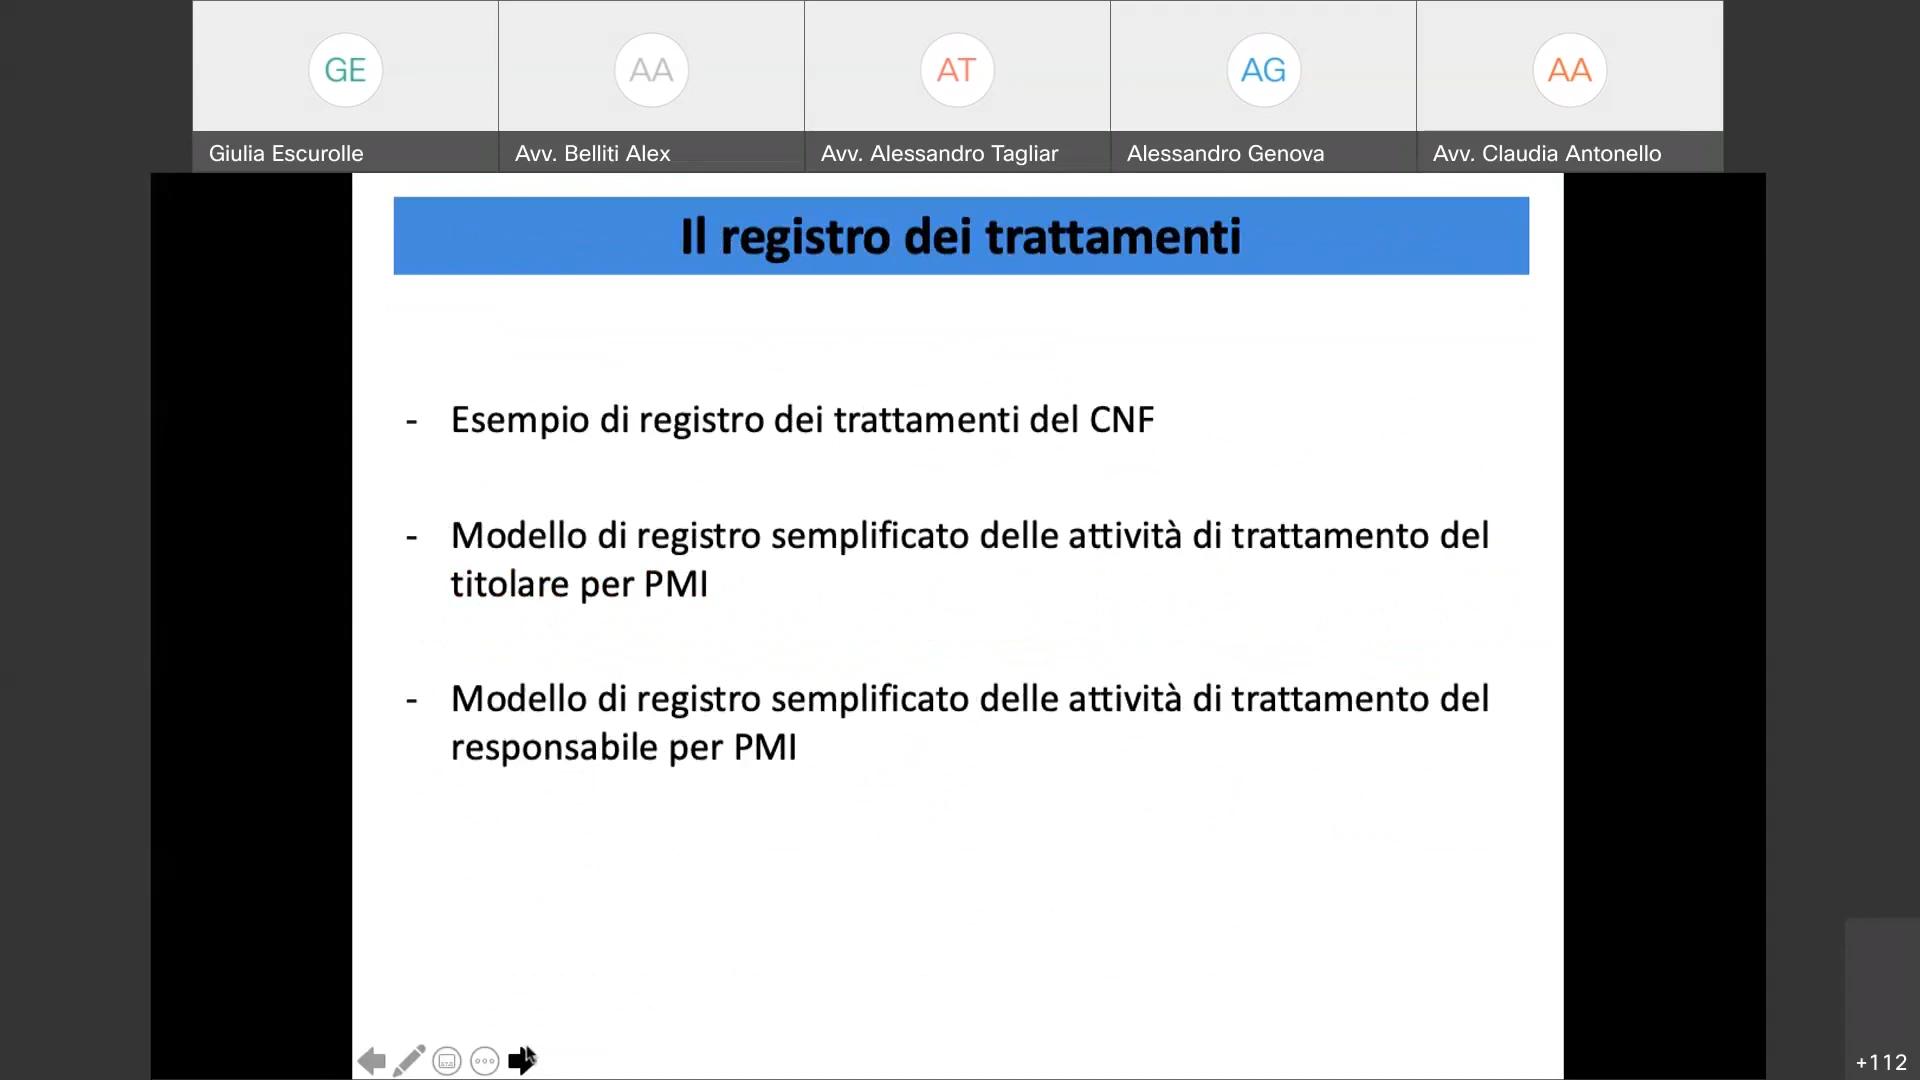 GE
AA
AT
AG
AA
Giulia Escurolle
Avv. Belliti Alex
Avv. Alessandro Tagliar
Alessandro Genova
Avv. Claudia Antonello
Il registro dei trattamenti
- Esempio di registro dei trattamenti del CNF
- Modello di registro semplificato delle attività di trattamento del
titolare per PMI
- Modello di registro semplificato delle attività di trattamento del
responsabile per PMI
+112